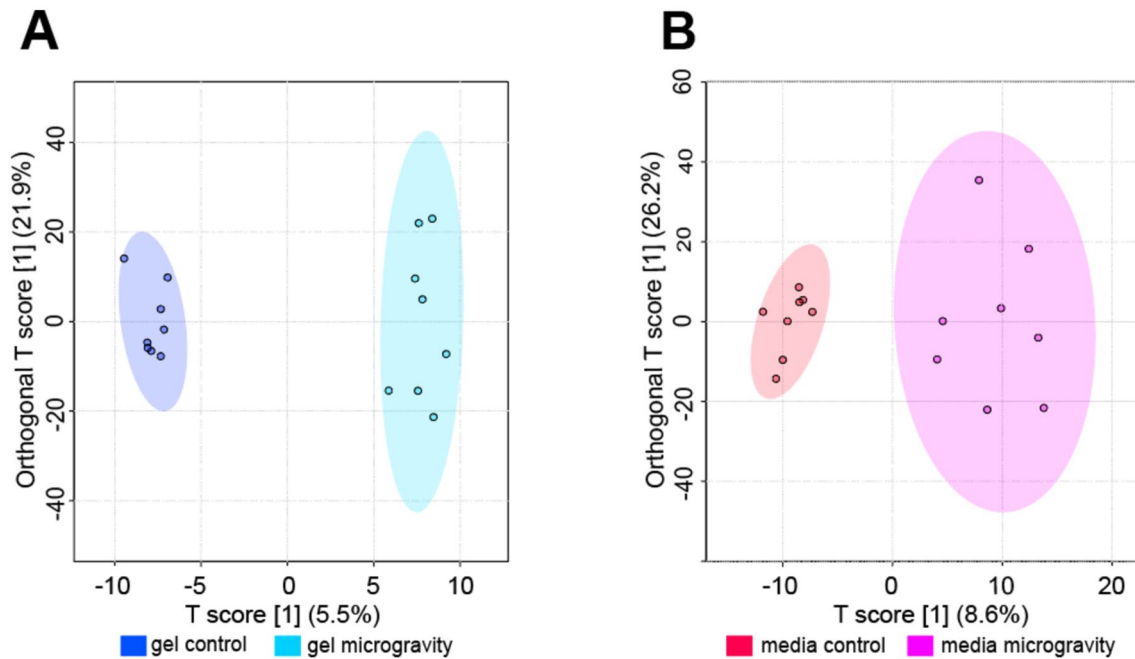 A
Orthogonal T score [1] (21.9%)
40
20
0
-20
-40
-10 -5 0 5 10
T score [1] (5.5%)
gel control gel microgravity
B
Orthogonal T score [1] (26.2%)
60
40
20
0
-20
-40
-10 0 10 20
T score [1] (8.6%)
media control media microgravity